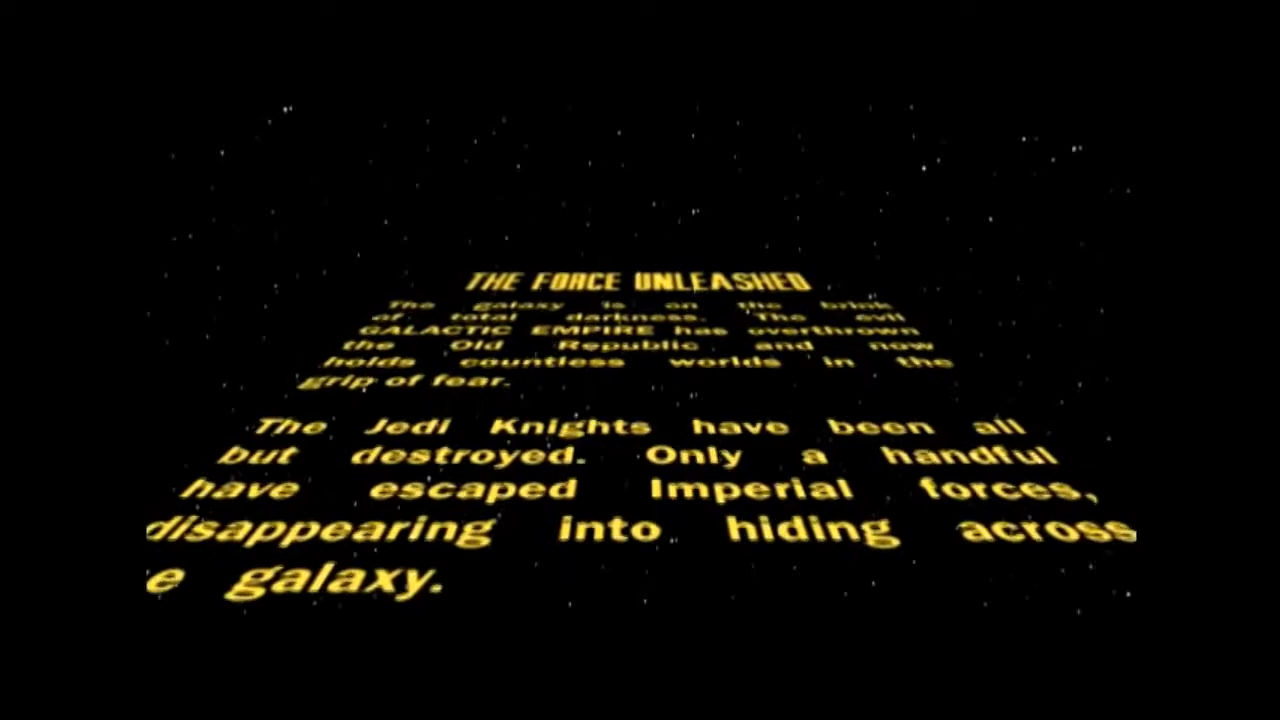 THE FORCE UNLEASHED
The galaxy is on the brink
of total darkness. The evil
GALACTIC EMPIRE has overthrown
the Old Republic and now
holds countless worlds in the
grip of fear.
The Jedi Knights have been all
but destroyed. Only a handful
have escaped Imperial forces,
disappearing into hiding across
e galaxy.